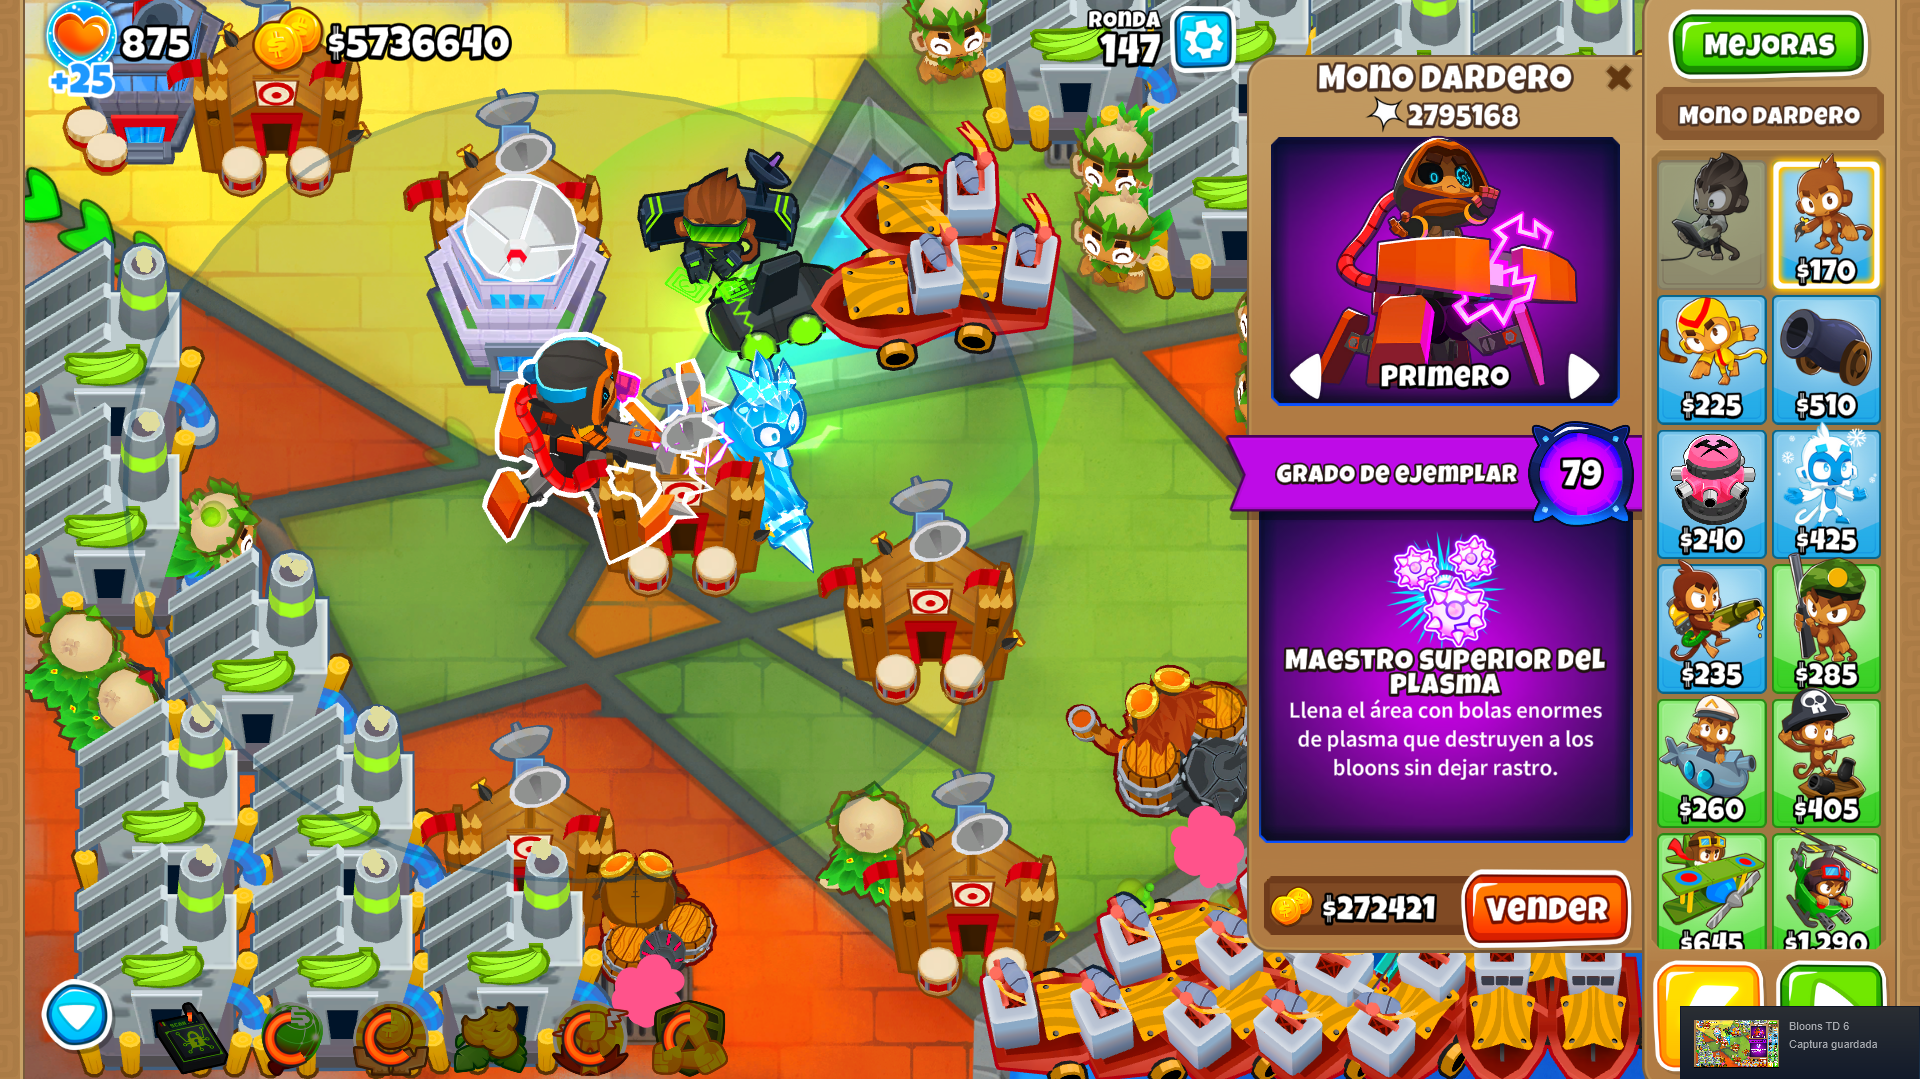 875
+25
$5736640
RONDA
147
MEJORAS
MONO DARDERO
2795168
PRIMERO
GRADO DE EJEMPLAR
79
MAESTRO SUPERIOR DEL
PLASMA
Llena el área con bolas enormes
de plasma que destruyen a los
bloons sin dejar rastro.
$272421
VENDER
MONO DARDERO
$170
$225
$510
$240
$425
$235
$285
$260
$405
$645
$1,290
Bloons TD 6
Captura guardada